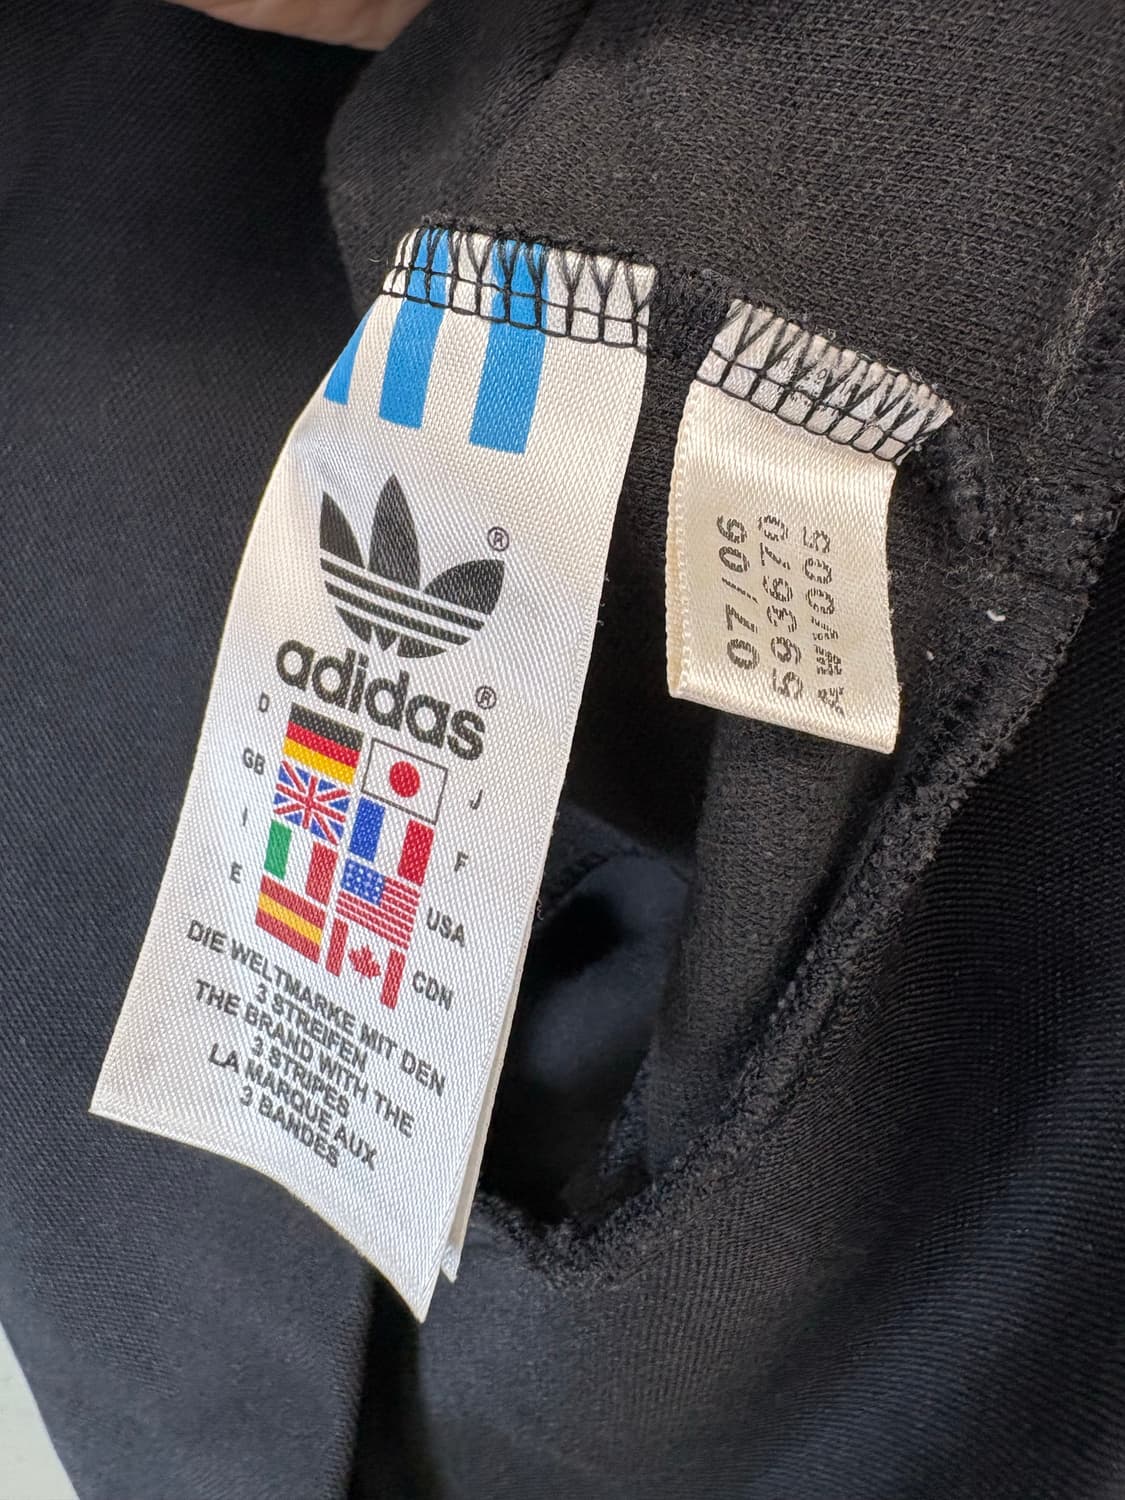 ®
adidas®
D
J
GB
F
I
USA
E
CDN
DIE WELTMARKE MIT DEN
3 STREIFEN
THE BRAND WITH THE
3 STRIPES
LA MARQUE AUX
3 BANDES
07/06
593670
AWW005